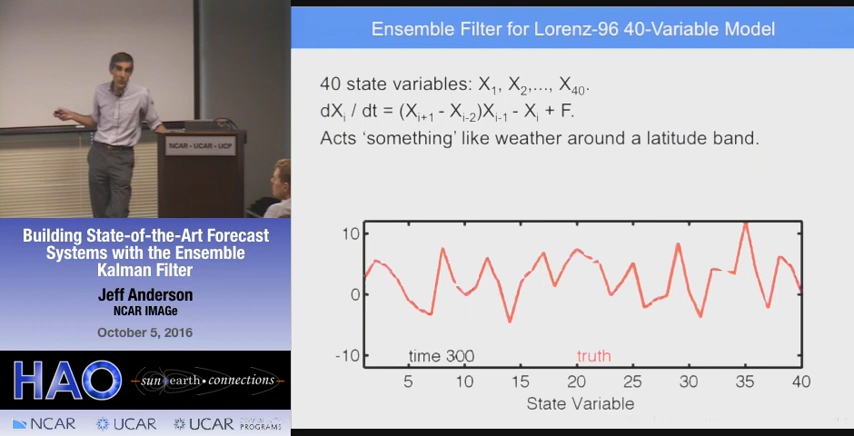 NCAR • UCAR • UCP
Building State-of-the-Art Forecast
Systems with the Ensemble
Kalman Filter
Jeff Anderson
NCAR IMAGe
October 5, 2016
HAO
sun earth • connections
NCAR
UCAR
UCAR
PROGRAMS
Ensemble Filter for Lorenz-96 40-Variable Model
40 state variables: X₁, X₂,..., X₄₀.
dXᵢ / dt = (Xᵢ₊₁ - Xᵢ₋₂)Xᵢ₋₁ - Xᵢ + F.
Acts ‘something’ like weather around a latitude band.
10
0
-10
time 300
truth
5 10 15 20 25 30 35 40
State Variable